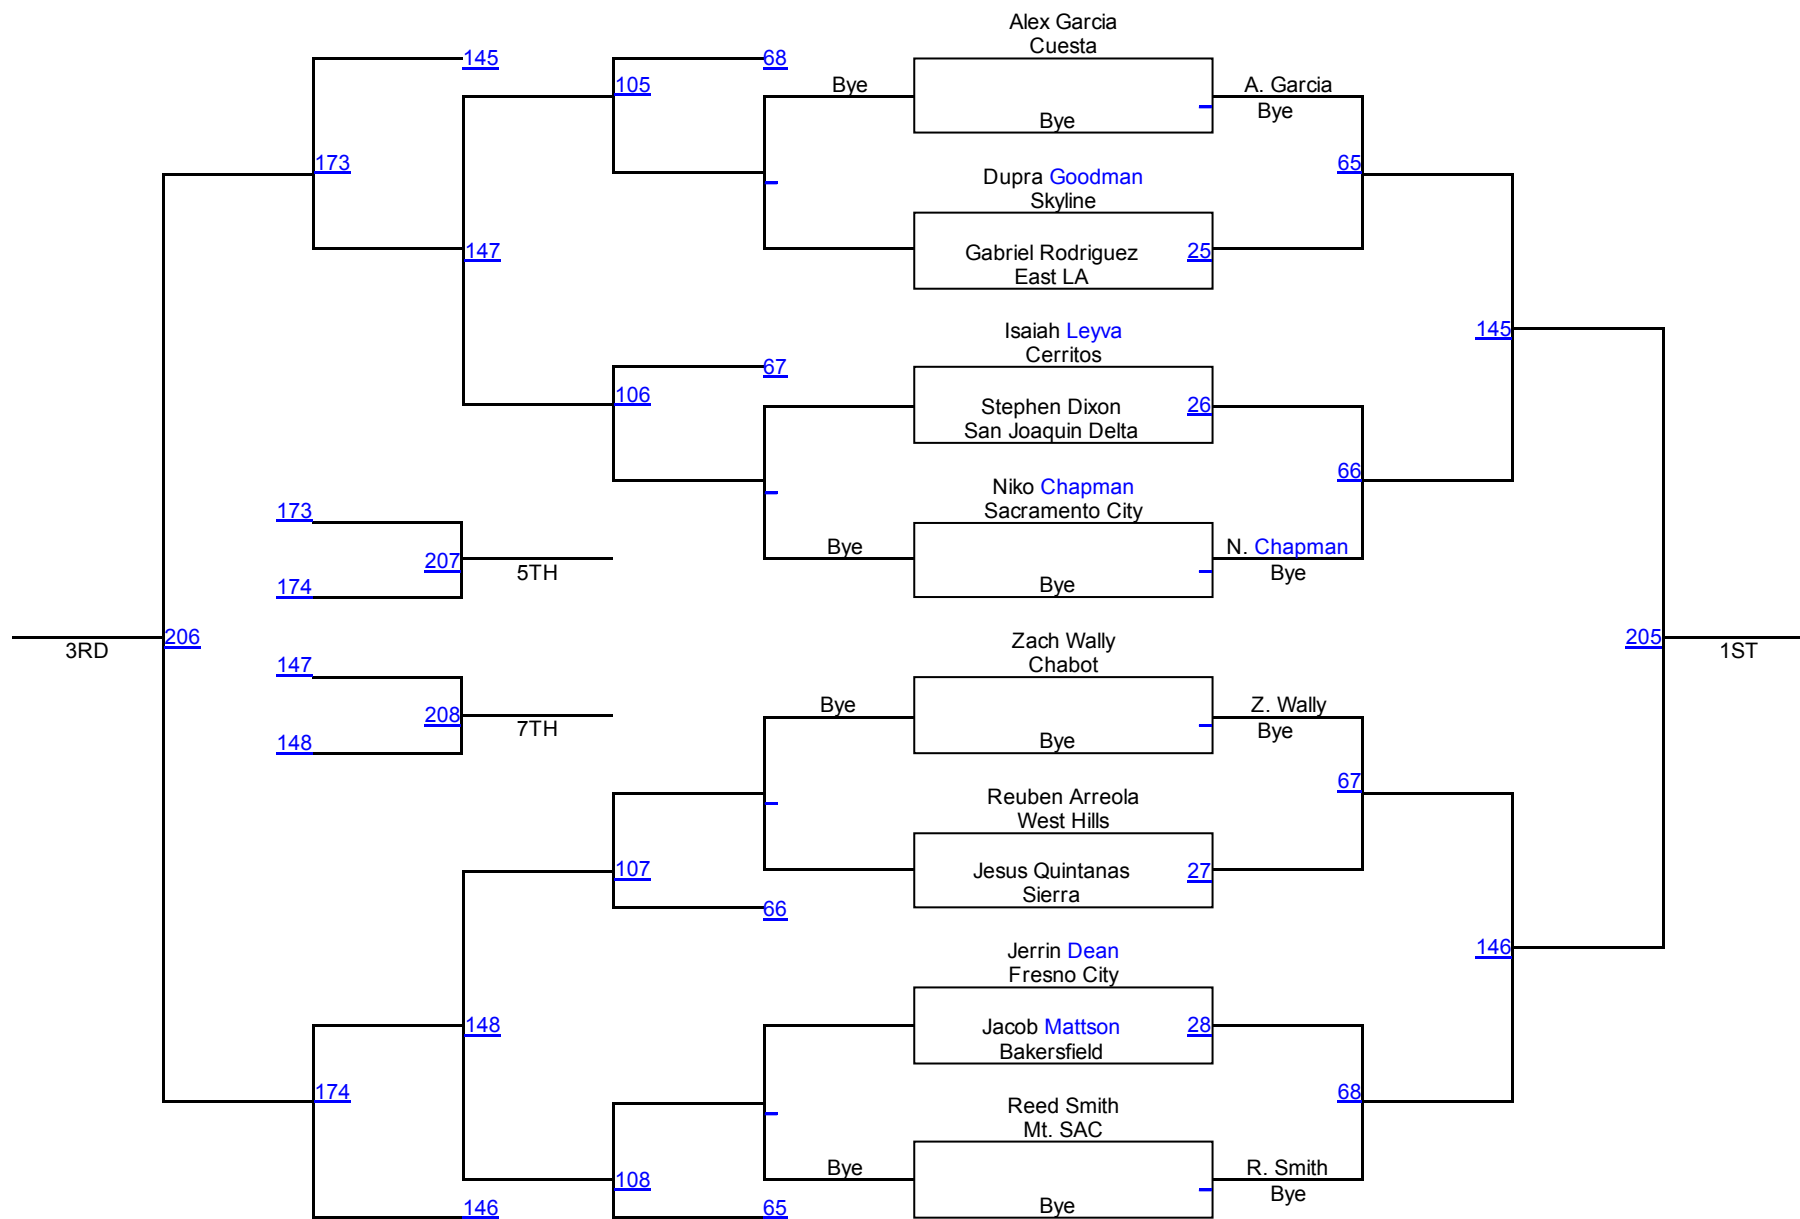 Alex Garcia
Cuesta
145
68
105
Bye
A. Garcia
Bye
Bye
173
65
Dupra Goodman
Skyline
147
Gabriel Rodriguez
25
East LA
Isaiah Leyva
145
Cerritos
67
106
Stephen Dixon
26
San Joaquin Delta
66
Niko Chapman
Sacramento City
173
207
5TH
Bye
N. Chapman
Bye
174
Bye
3RD
206
Zach Wally
205
1ST
Chabot
147
208
7TH
Bye
Z. Wally
Bye
148
Bye
67
Reuben Arreola
West Hills
107
Jesus Quintanas
27
Sierra
66
Jerrin Dean
146
Fresno City
148
Jacob Mattson
28
Bakersfield
174
68
Reed Smith
Mt. SAC
108
Bye
R. Smith
Bye
146
65
Bye